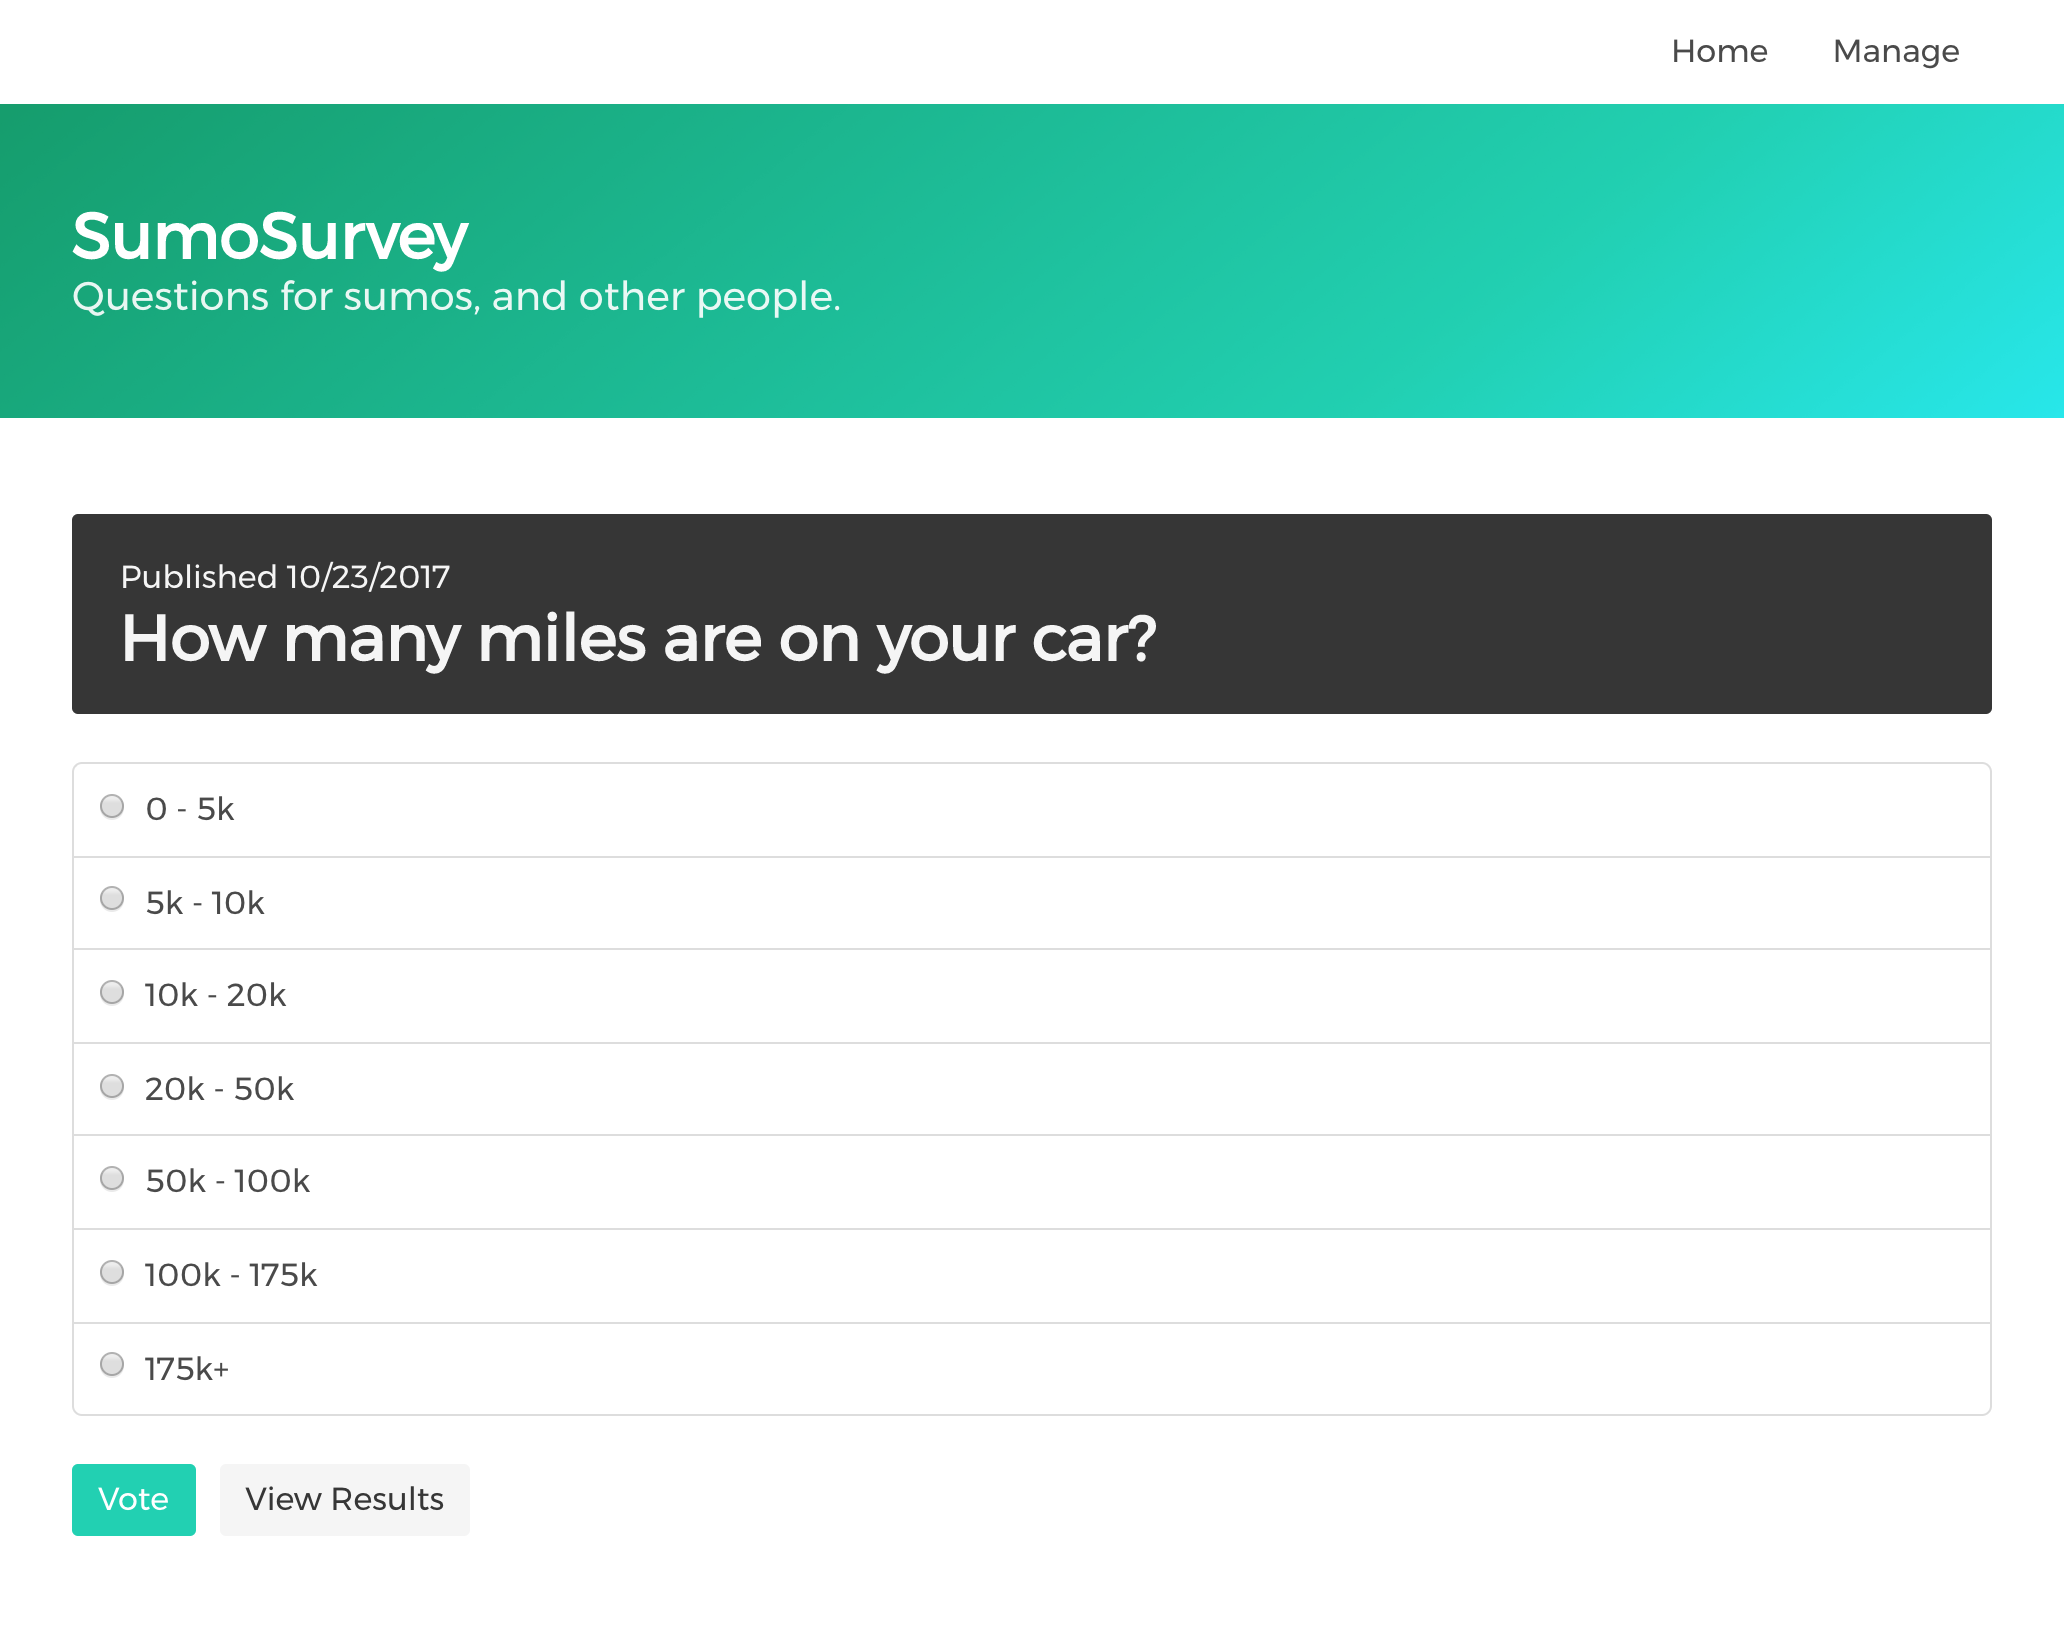 Home Manage
SumoSurvey
Questions for sumos, and other people.
Published 10/23/2017
How many miles are on your car?
0 - 5k
5k - 10k
10k - 20k
20k - 50k
50k - 100k
100k - 175k
175k+
Vote View Results